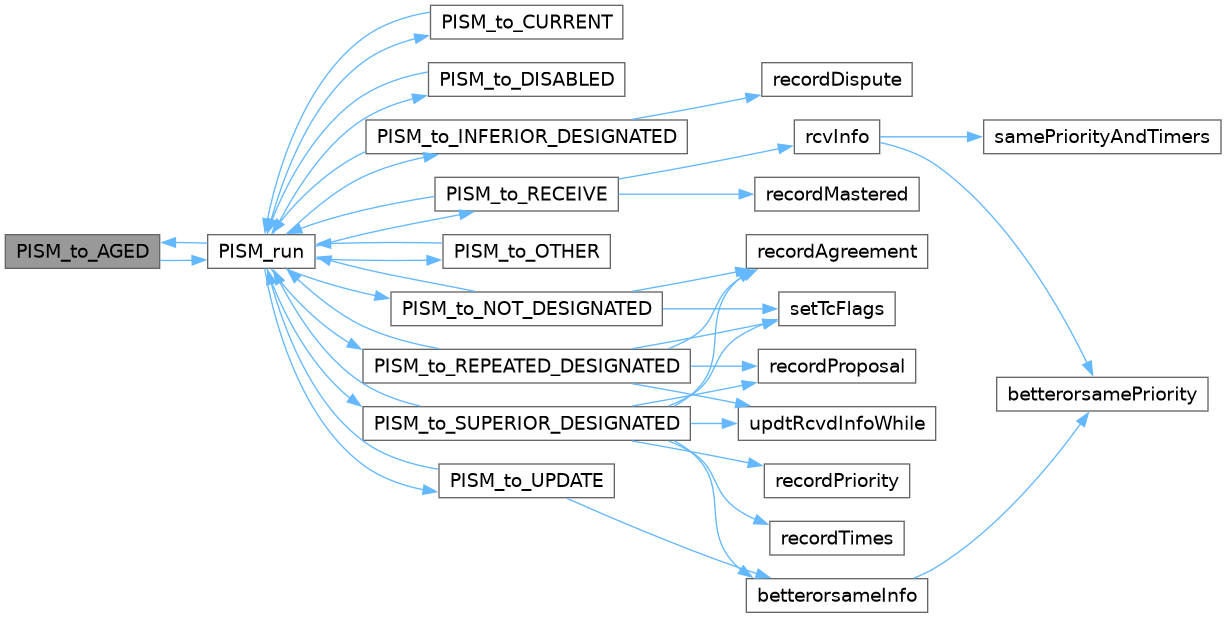 PISM_to_AGED
PISM_run
PISM_to_CURRENT
PISM_to_DISABLED
PISM_to_INFERIOR_DESIGNATED
PISM_to_RECEIVE
PISM_to_OTHER
PISM_to_NOT_DESIGNATED
PISM_to_REPEATED_DESIGNATED
PISM_to_SUPERIOR_DESIGNATED
PISM_to_UPDATE
recordDispute
rcvInfo
recordMastered
recordAgreement
setTcFlags
recordProposal
updtRcvdInfoWhile
recordPriority
recordTimes
betterorsameInfo
samePriorityAndTimers
betterorsamePriority